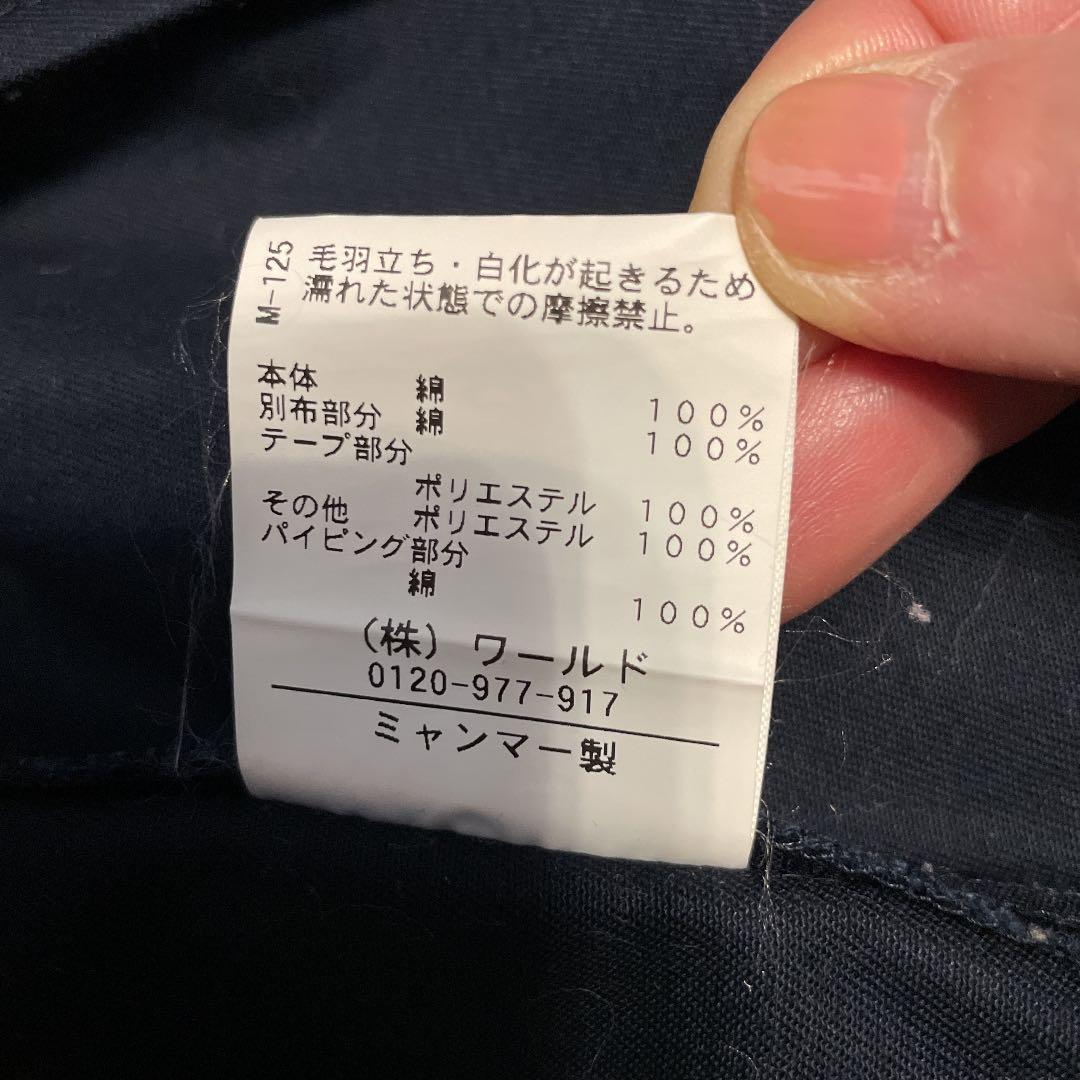 M-125
毛羽立ち・白化が起きるため
濡れた状態での摩擦禁止。
本体 綿 100%
別布部分 綿 100%
テープ部分
ポリエステル 100%
その他 ポリエステル 100%
パイピング部分
綿 100%
(株)ワールド
0120-977-917
ミャンマー製